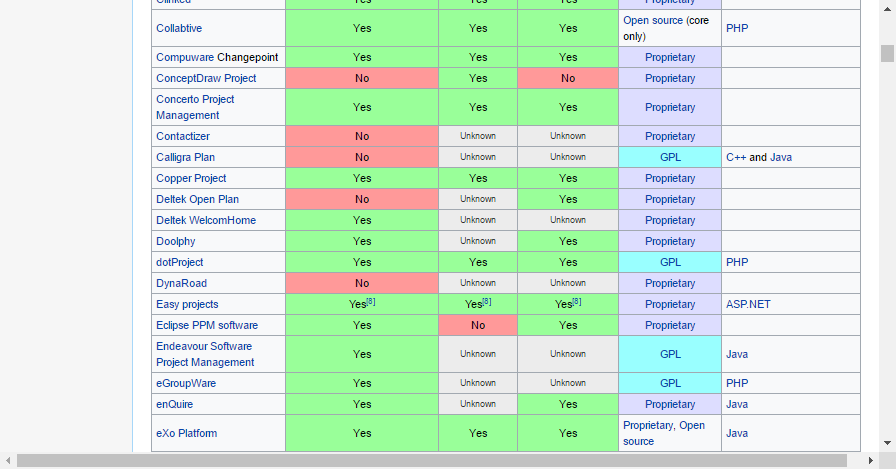 Clinked Yes Yes Yes Proprietary
Collabtive Yes Yes Yes Open source (core only) PHP
Compuware Changepoint Yes Yes Yes Proprietary
ConceptDraw Project No Yes No Proprietary
Concerto Project Management Yes Yes Yes Proprietary
Contactizer No Unknown Unknown Proprietary
Calligra Plan No Unknown Unknown GPL C++ and Java
Copper Project Yes Yes Yes Proprietary
Deltek Open Plan No Unknown Yes Proprietary
Deltek WelcomHome Yes Unknown Unknown Proprietary
Doolphy Yes Unknown Yes Proprietary
dotProject Yes Yes Yes GPL PHP
DynaRoad No Unknown Unknown Proprietary
Easy projects Yes[8] Yes[8] Yes[8] Proprietary ASP.NET
Eclipse PPM software Yes No Yes Proprietary
Endeavour Software Project Management Yes Unknown Unknown GPL Java
eGroupWare Yes Unknown Unknown GPL PHP
enQuire Yes Unknown Yes Proprietary Java
eXo Platform Yes Yes Yes Proprietary, Open source Java